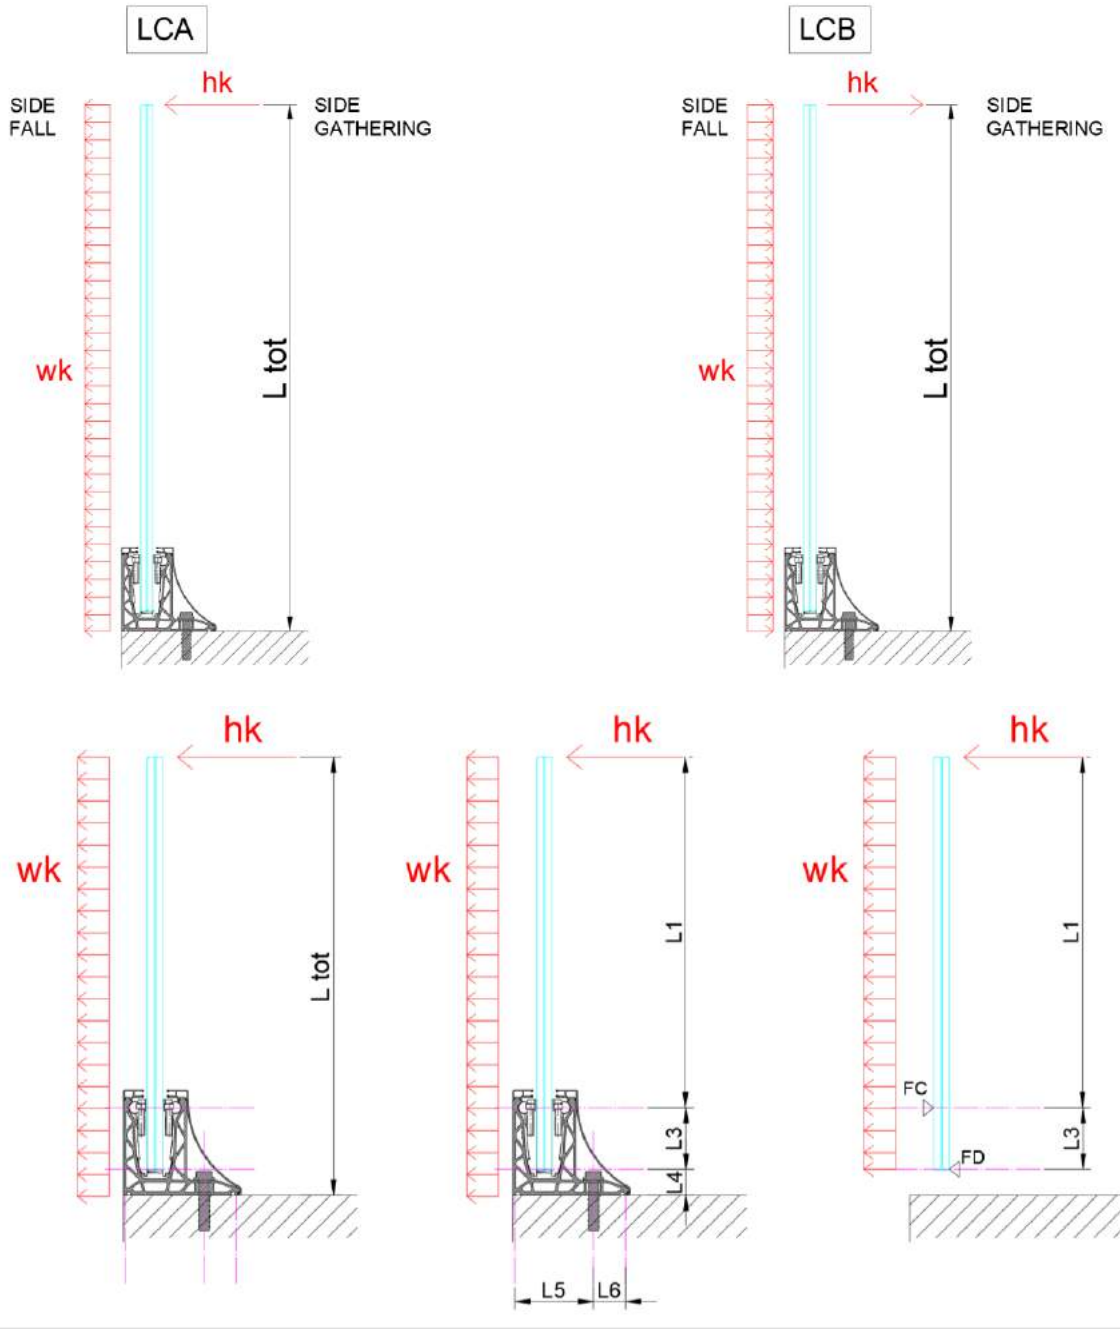 LCA
LCB
hk
hk
SIDE
FALL
SIDE
GATHERING
SIDE
FALL
SIDE
GATHERING
wk
L tot
wk
L tot
hk
hk
hk
wk
L tot
wk
L1
L3
L4
L5
L6
wk
L1
FC
FD
L3